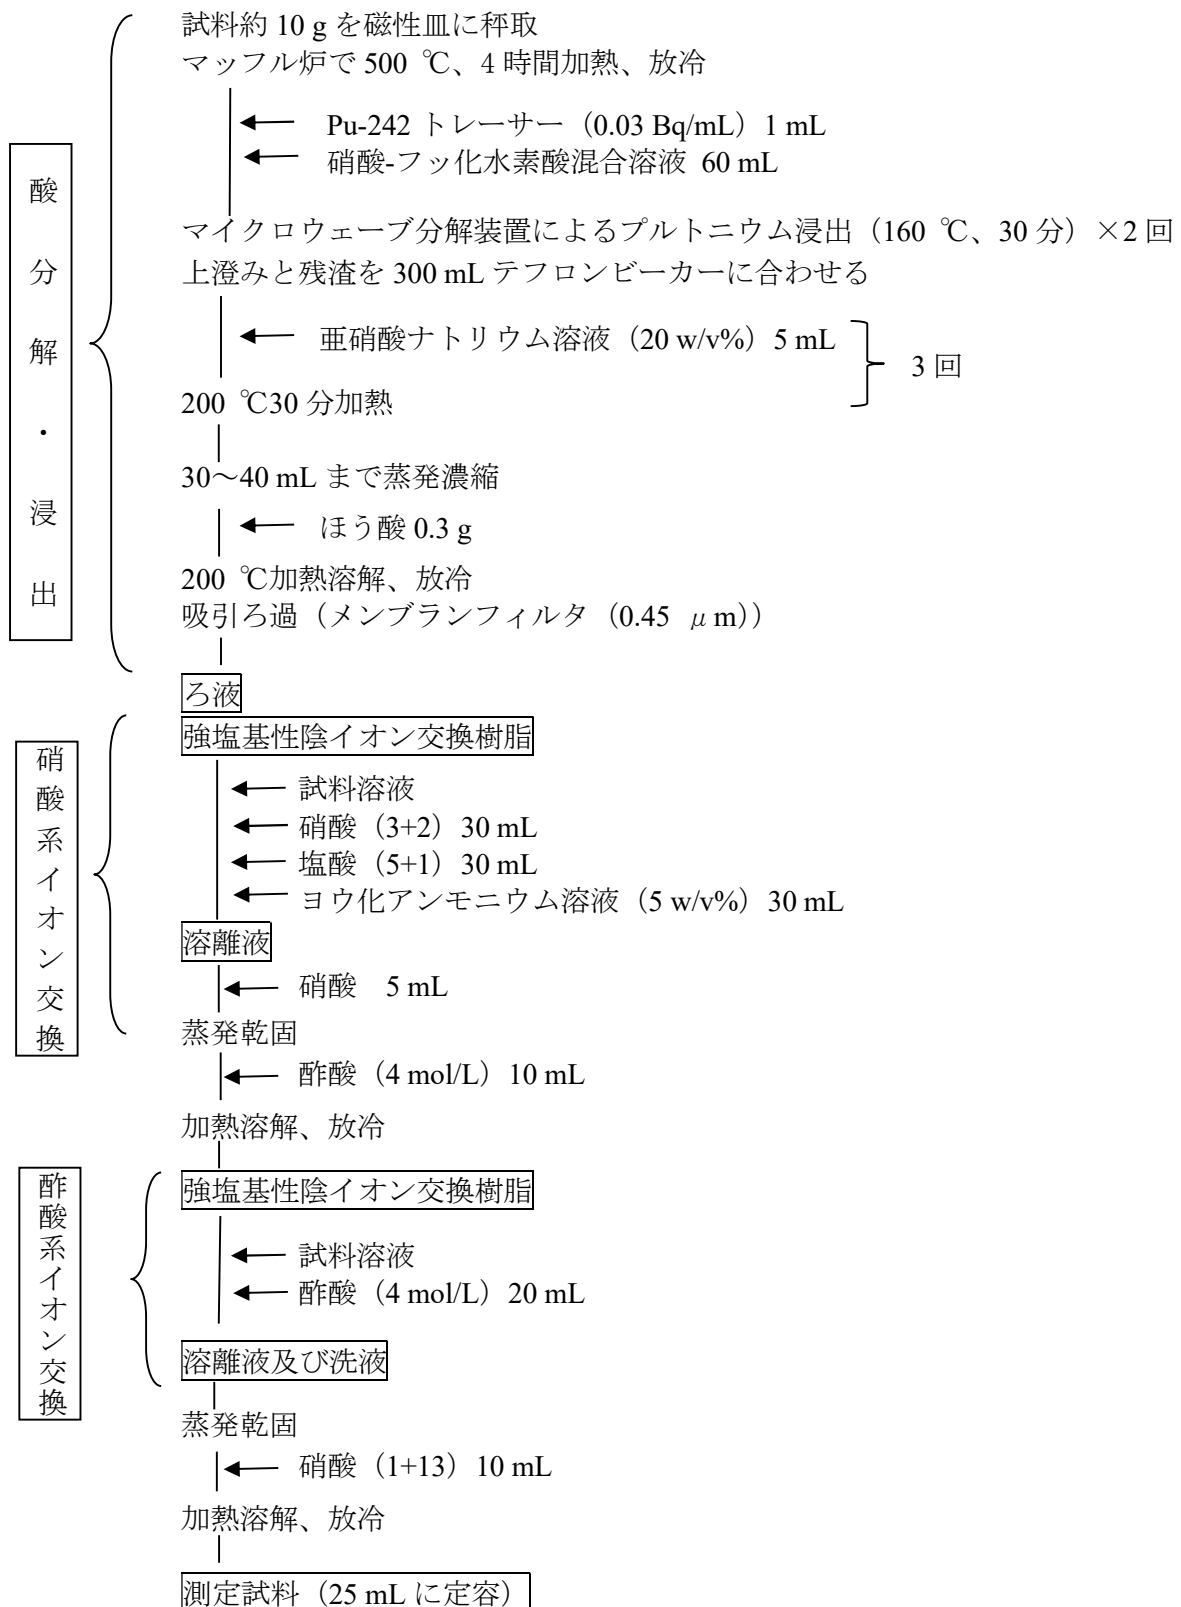 試料約 10 g を磁性皿に秤取
マッフル炉で 500 ℃、4 時間加熱、放冷
Pu-242 トレーサー（0.03 Bq/mL）1 mL
硝酸-フッ化水素酸混合溶液 60 mL
マイクロウェーブ分解装置によるプルトニウム浸出（160 ℃、30 分）×2 回
上澄みと残渣を 300 mL テフロンビーカーに合わせる
亜硝酸ナトリウム溶液（20 w/v%）5 mL
3 回
200 ℃30 分加熱
30～40 mL まで蒸発濃縮
ほう酸 0.3 g
200 ℃加熱溶解、放冷
吸引ろ過（メンブランフィルタ（0.45 μm））
ろ液
酸分解・浸出
強塩基性陰イオン交換樹脂
試料溶液
硝酸（3+2）30 mL
塩酸（5+1）30 mL
ヨウ化アンモニウム溶液（5 w/v%）30 mL
溶離液
硝酸 5 mL
蒸発乾固
酢酸（4 mol/L）10 mL
加熱溶解、放冷
硝酸系イオン交換
強塩基性陰イオン交換樹脂
試料溶液
酢酸（4 mol/L）20 mL
溶離液及び洗液
酢酸系イオン交換
蒸発乾固
硝酸（1+13）10 mL
加熱溶解、放冷
測定試料（25 mL に定容）